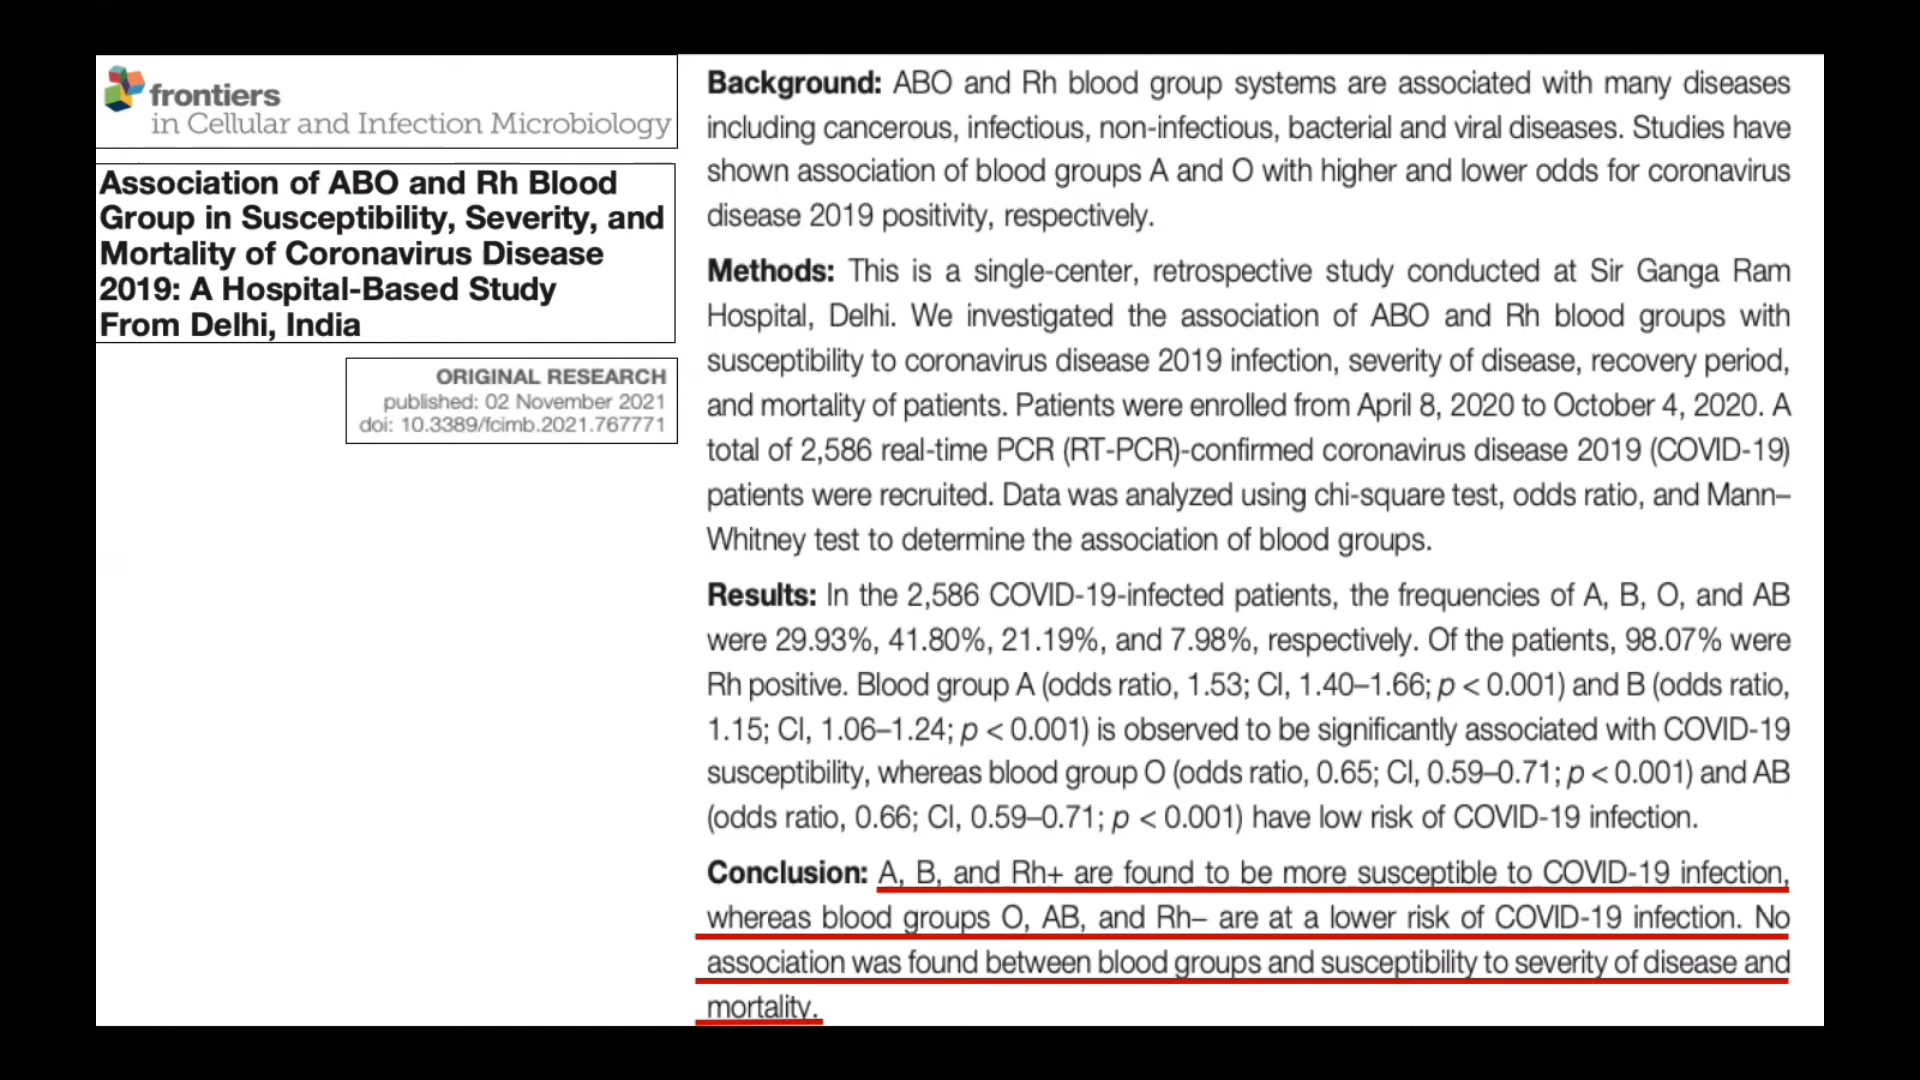 frontiers
in Cellular and Infection Microbiology
Association of ABO and Rh Blood
Group in Susceptibility, Severity, and
Mortality of Coronavirus Disease
2019: A Hospital-Based Study
From Delhi, India
ORIGINAL RESEARCH
published: 02 November 2021
doi: 10.3389/fcimb.2021.767771
Background: ABO and Rh blood group systems are associated with many diseases
including cancerous, infectious, non-infectious, bacterial and viral diseases. Studies have
shown association of blood groups A and O with higher and lower odds for coronavirus
disease 2019 positivity, respectively.
Methods: This is a single-center, retrospective study conducted at Sir Ganga Ram
Hospital, Delhi. We investigated the association of ABO and Rh blood groups with
susceptibility to coronavirus disease 2019 infection, severity of disease, recovery period,
and mortality of patients. Patients were enrolled from April 8, 2020 to October 4, 2020. A
total of 2,586 real-time PCR (RT-PCR)-confirmed coronavirus disease 2019 (COVID-19)
patients were recruited. Data was analyzed using chi-square test, odds ratio, and Mann–
Whitney test to determine the association of blood groups.
Results: In the 2,586 COVID-19-infected patients, the frequencies of A, B, O, and AB
were 29.93%, 41.80%, 21.19%, and 7.98%, respectively. Of the patients, 98.07% were
Rh positive. Blood group A (odds ratio, 1.53; CI, 1.40–1.66; p < 0.001) and B (odds ratio,
1.15; CI, 1.06–1.24; p < 0.001) is observed to be significantly associated with COVID-19
susceptibility, whereas blood group O (odds ratio, 0.65; CI, 0.59–0.71; p < 0.001) and AB
(odds ratio, 0.66; CI, 0.59–0.71; p < 0.001) have low risk of COVID-19 infection.
Conclusion: A, B, and Rh+ are found to be more susceptible to COVID-19 infection,
whereas blood groups O, AB, and Rh− are at a lower risk of COVID-19 infection. No
association was found between blood groups and susceptibility to severity of disease and
mortality.